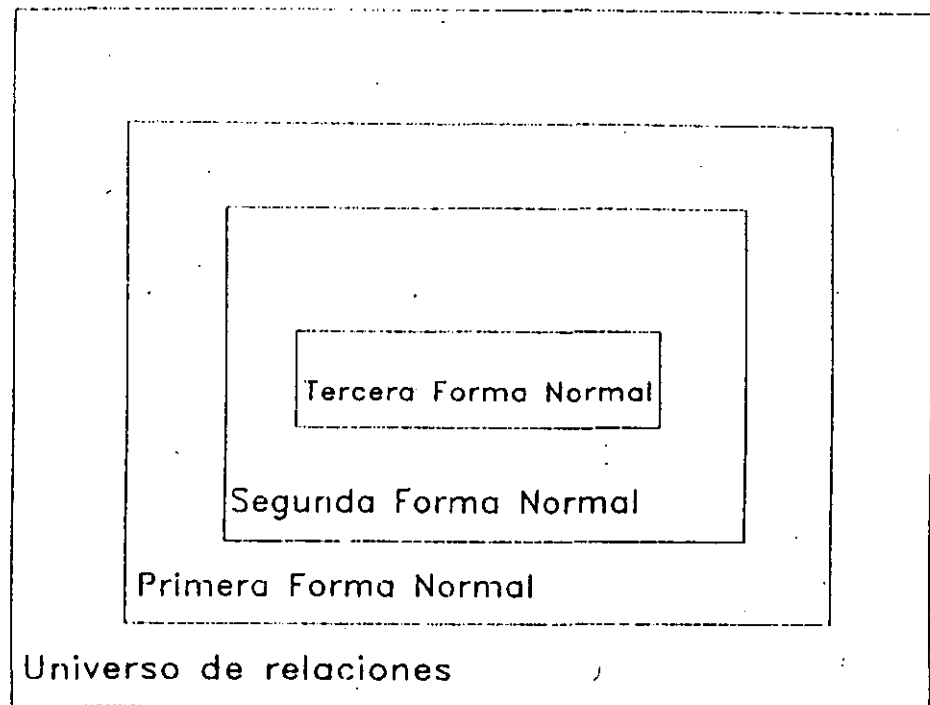 Tercera Forma Normal
Segunda Forma Normal
Primera Forma Normal
Universo de relaciones